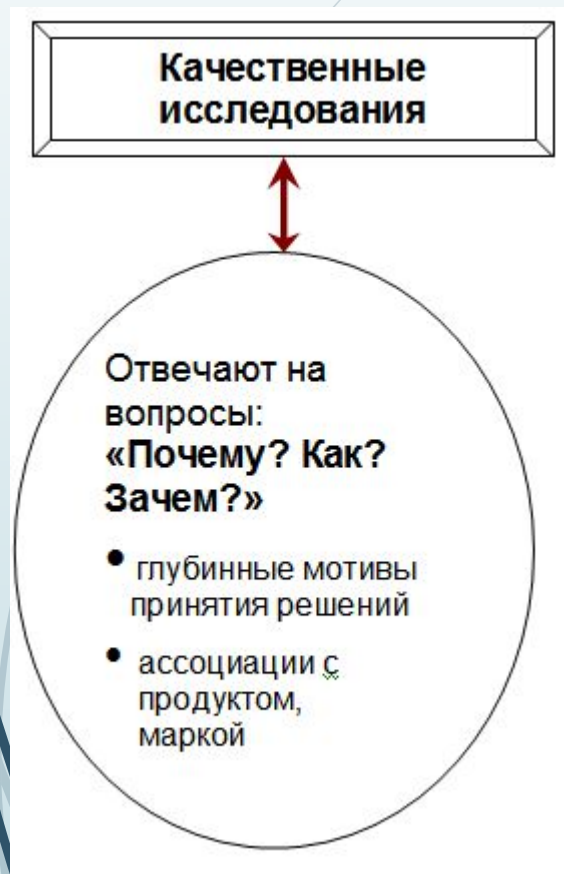 Качественные
исследования
Отвечают на
вопросы:
«Почему? Как?
Зачем?»
• глубинные мотивы
принятия решений
• ассоциации с
продуктом,
маркой